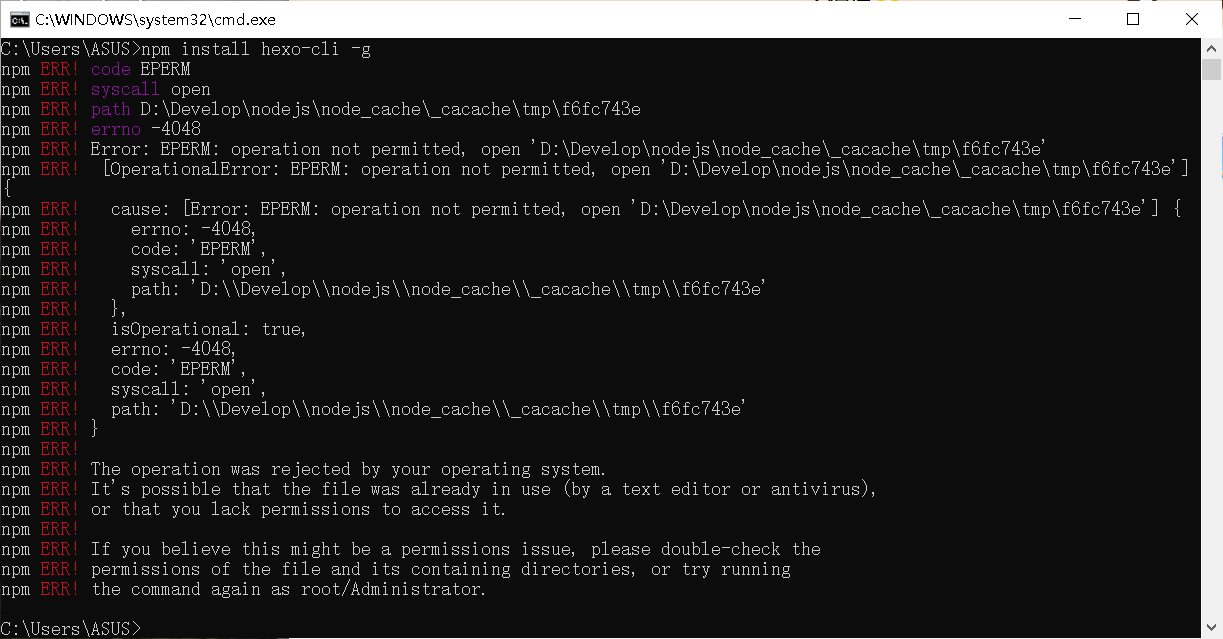 C:\WINDOWS\system32\cmd.exe
C:\Users\ASUS>npm install hexo-cli -g
npm ERR! code EPERM
npm ERR! syscall open
npm ERR! path D:\Develop\nodejs\node_cache\_cacache\tmp\f6fc743e
npm ERR! errno -4048
npm ERR! Error: EPERM: operation not permitted, open 'D:\Develop\nodejs\node_cache\_cacache\tmp\f6fc743e'
npm ERR!  [OperationalError: EPERM: operation not permitted, open 'D:\Develop\nodejs\node_cache\_cacache\tmp\f6fc743e']
{
npm ERR!   cause: [Error: EPERM: operation not permitted, open 'D:\Develop\nodejs\node_cache\_cacache\tmp\f6fc743e'] {
npm ERR!     errno: -4048,
npm ERR!     code: 'EPERM',
npm ERR!     syscall: 'open',
npm ERR!     path: 'D:\\Develop\\nodejs\\node_cache\\_cacache\\tmp\\f6fc743e'
npm ERR!   },
npm ERR!   isOperational: true,
npm ERR!   errno: -4048,
npm ERR!   code: 'EPERM',
npm ERR!   syscall: 'open',
npm ERR!   path: 'D:\\Develop\\nodejs\\node_cache\\_cacache\\tmp\\f6fc743e'
npm ERR! }
npm ERR!
npm ERR! The operation was rejected by your operating system.
npm ERR! It's possible that the file was already in use (by a text editor or antivirus),
npm ERR! or that you lack permissions to access it.
npm ERR!
npm ERR! If you believe this might be a permissions issue, please double-check the
npm ERR! permissions of the file and its containing directories, or try running
npm ERR! the command again as root/Administrator.
C:\Users\ASUS>